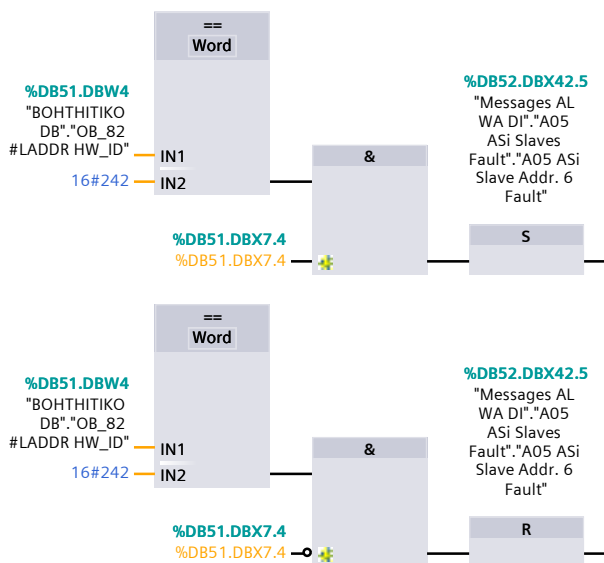 ==
Word
%DB51.DBW4
"BOHTHITIKO
DB"."OB_82
#LADDR HW_ID"
IN1
16#242
IN2
&
%DB51.DBX7.4
%DB51.DBX7.4
%DB52.DBX42.5
"Messages AL
WA DI"."A05
ASi Slaves
Fault"."A05 ASi
Slave Addr. 6
Fault"
S
==
Word
%DB51.DBW4
"BOHTHITIKO
DB"."OB_82
#LADDR HW_ID"
IN1
16#242
IN2
&
%DB51.DBX7.4
%DB51.DBX7.4
%DB52.DBX42.5
"Messages AL
WA DI"."A05
ASi Slaves
Fault"."A05 ASi
Slave Addr. 6
Fault"
R